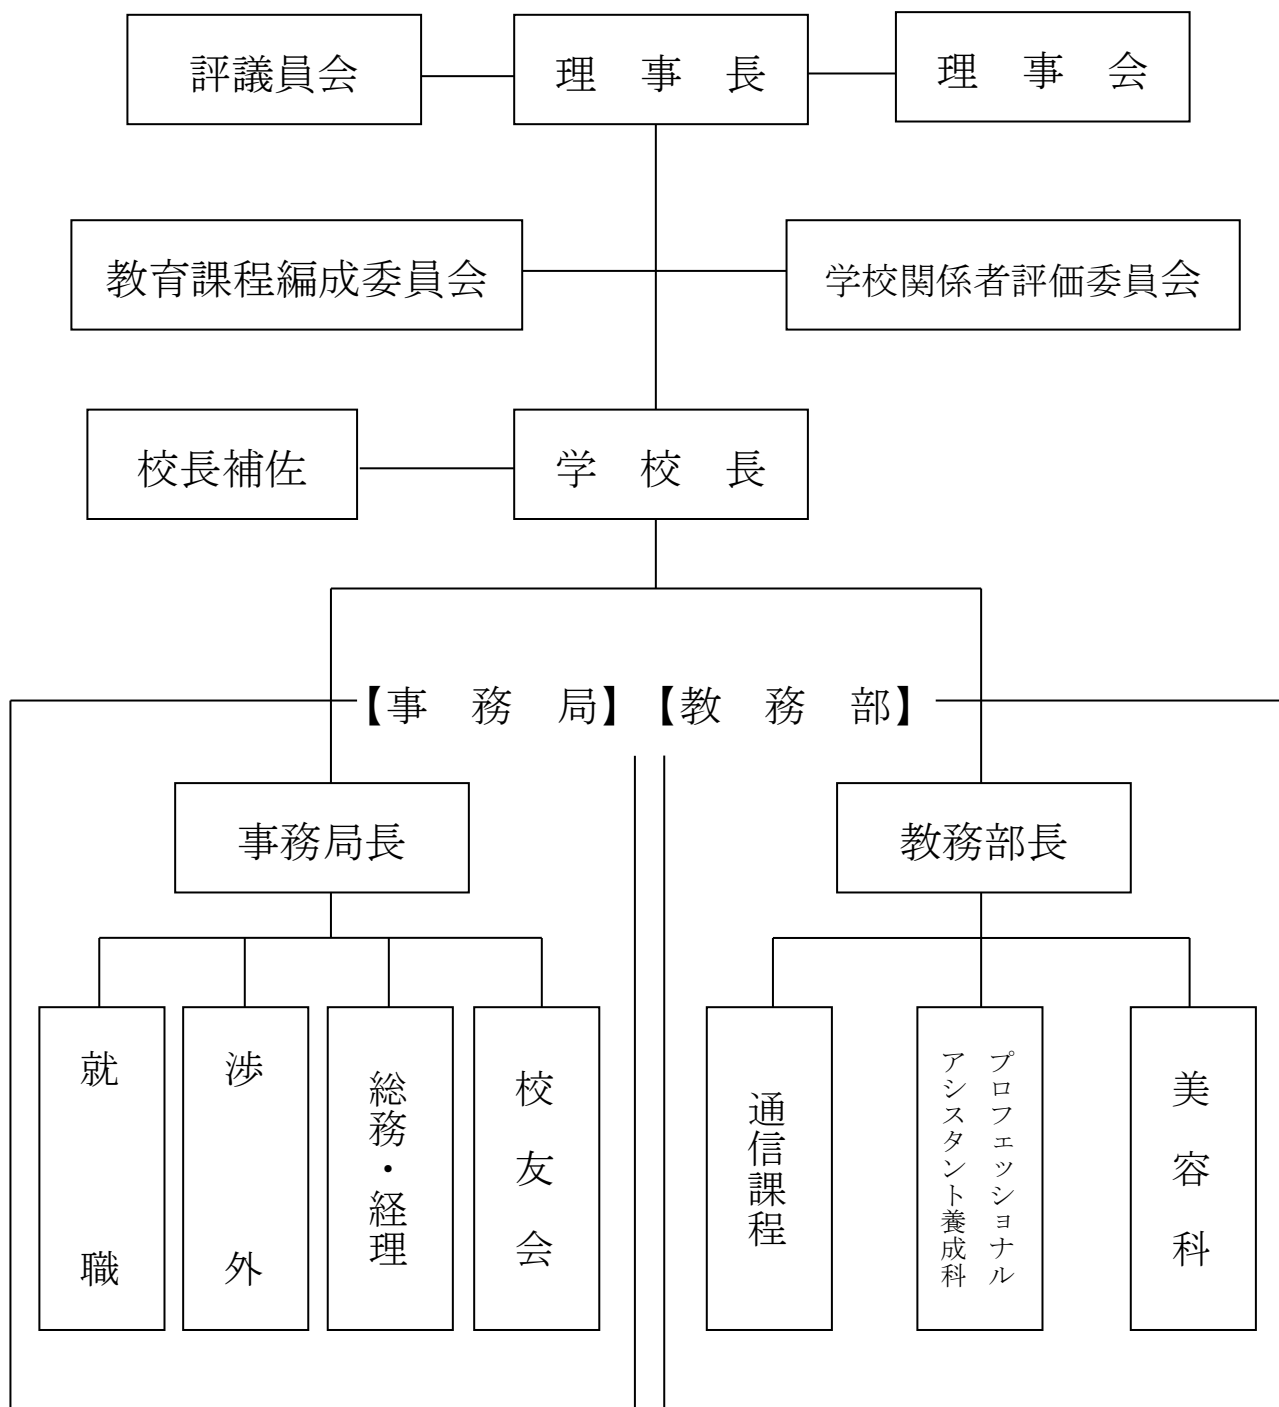 評議員会
理　事　長
理　事　会
教育課程編成委員会
学校関係者評価委員会
校長補佐
学　校　長
【事　務　局】【教　務　部】
事務局長
教務部長
就職
渉外
総務・経理
校友会
通信課程
プロフェッショナル
アシスタント養成科
美容科